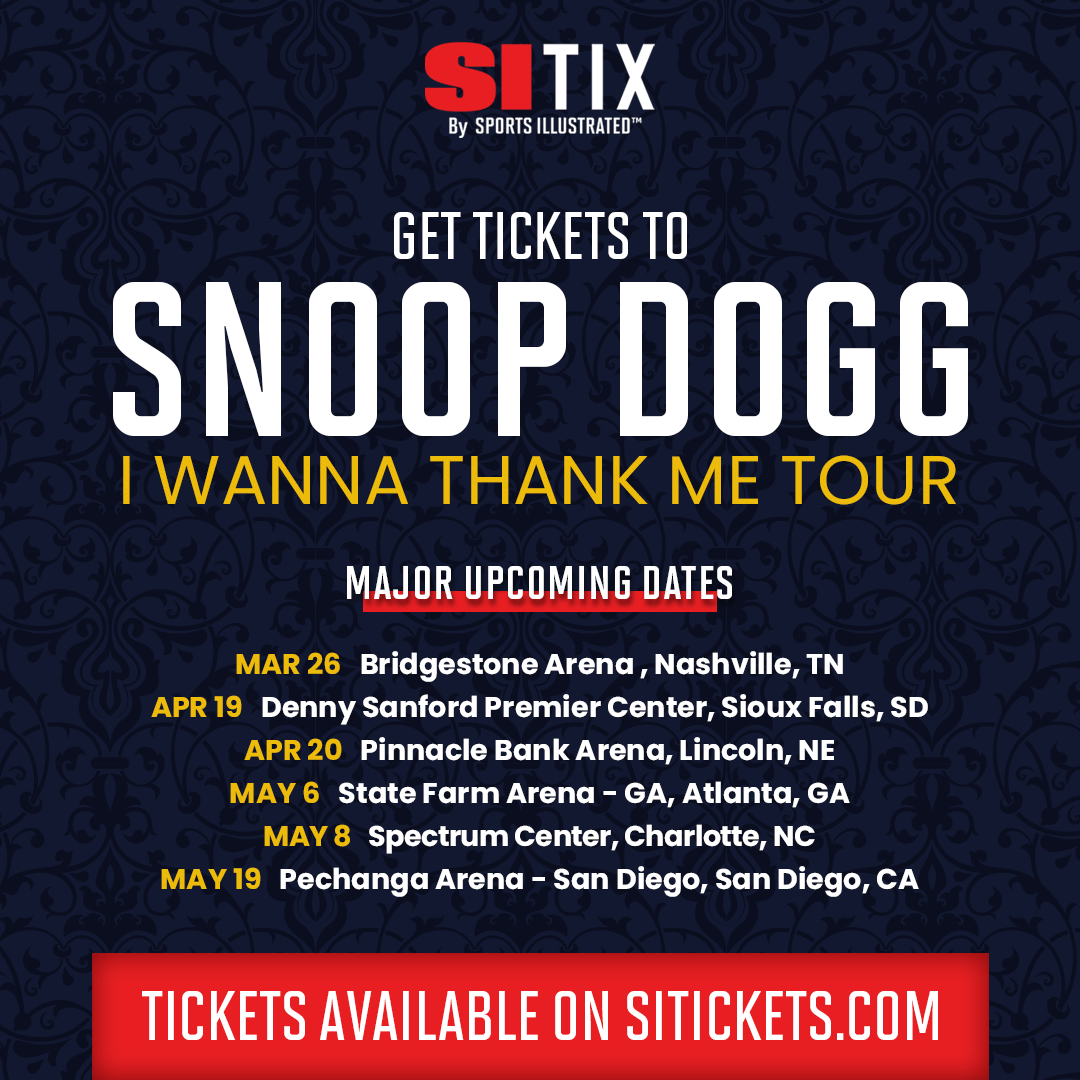 SITIX
By SPORTS ILLUSTRATED™
GET TICKETS TO
SNOOP DOGG
I WANNA THANK ME TOUR
MAJOR UPCOMING DATES
MAR 26 Bridgestone Arena , Nashville, TN
APR 19 Denny Sanford Premier Center, Sioux Falls, SD
APR 20 Pinnacle Bank Arena, Lincoln, NE
MAY 6 State Farm Arena - GA, Atlanta, GA
MAY 8 Spectrum Center, Charlotte, NC
MAY 19 Pechanga Arena - San Diego, San Diego, CA
TICKETS AVAILABLE ON SITICKETS.COM